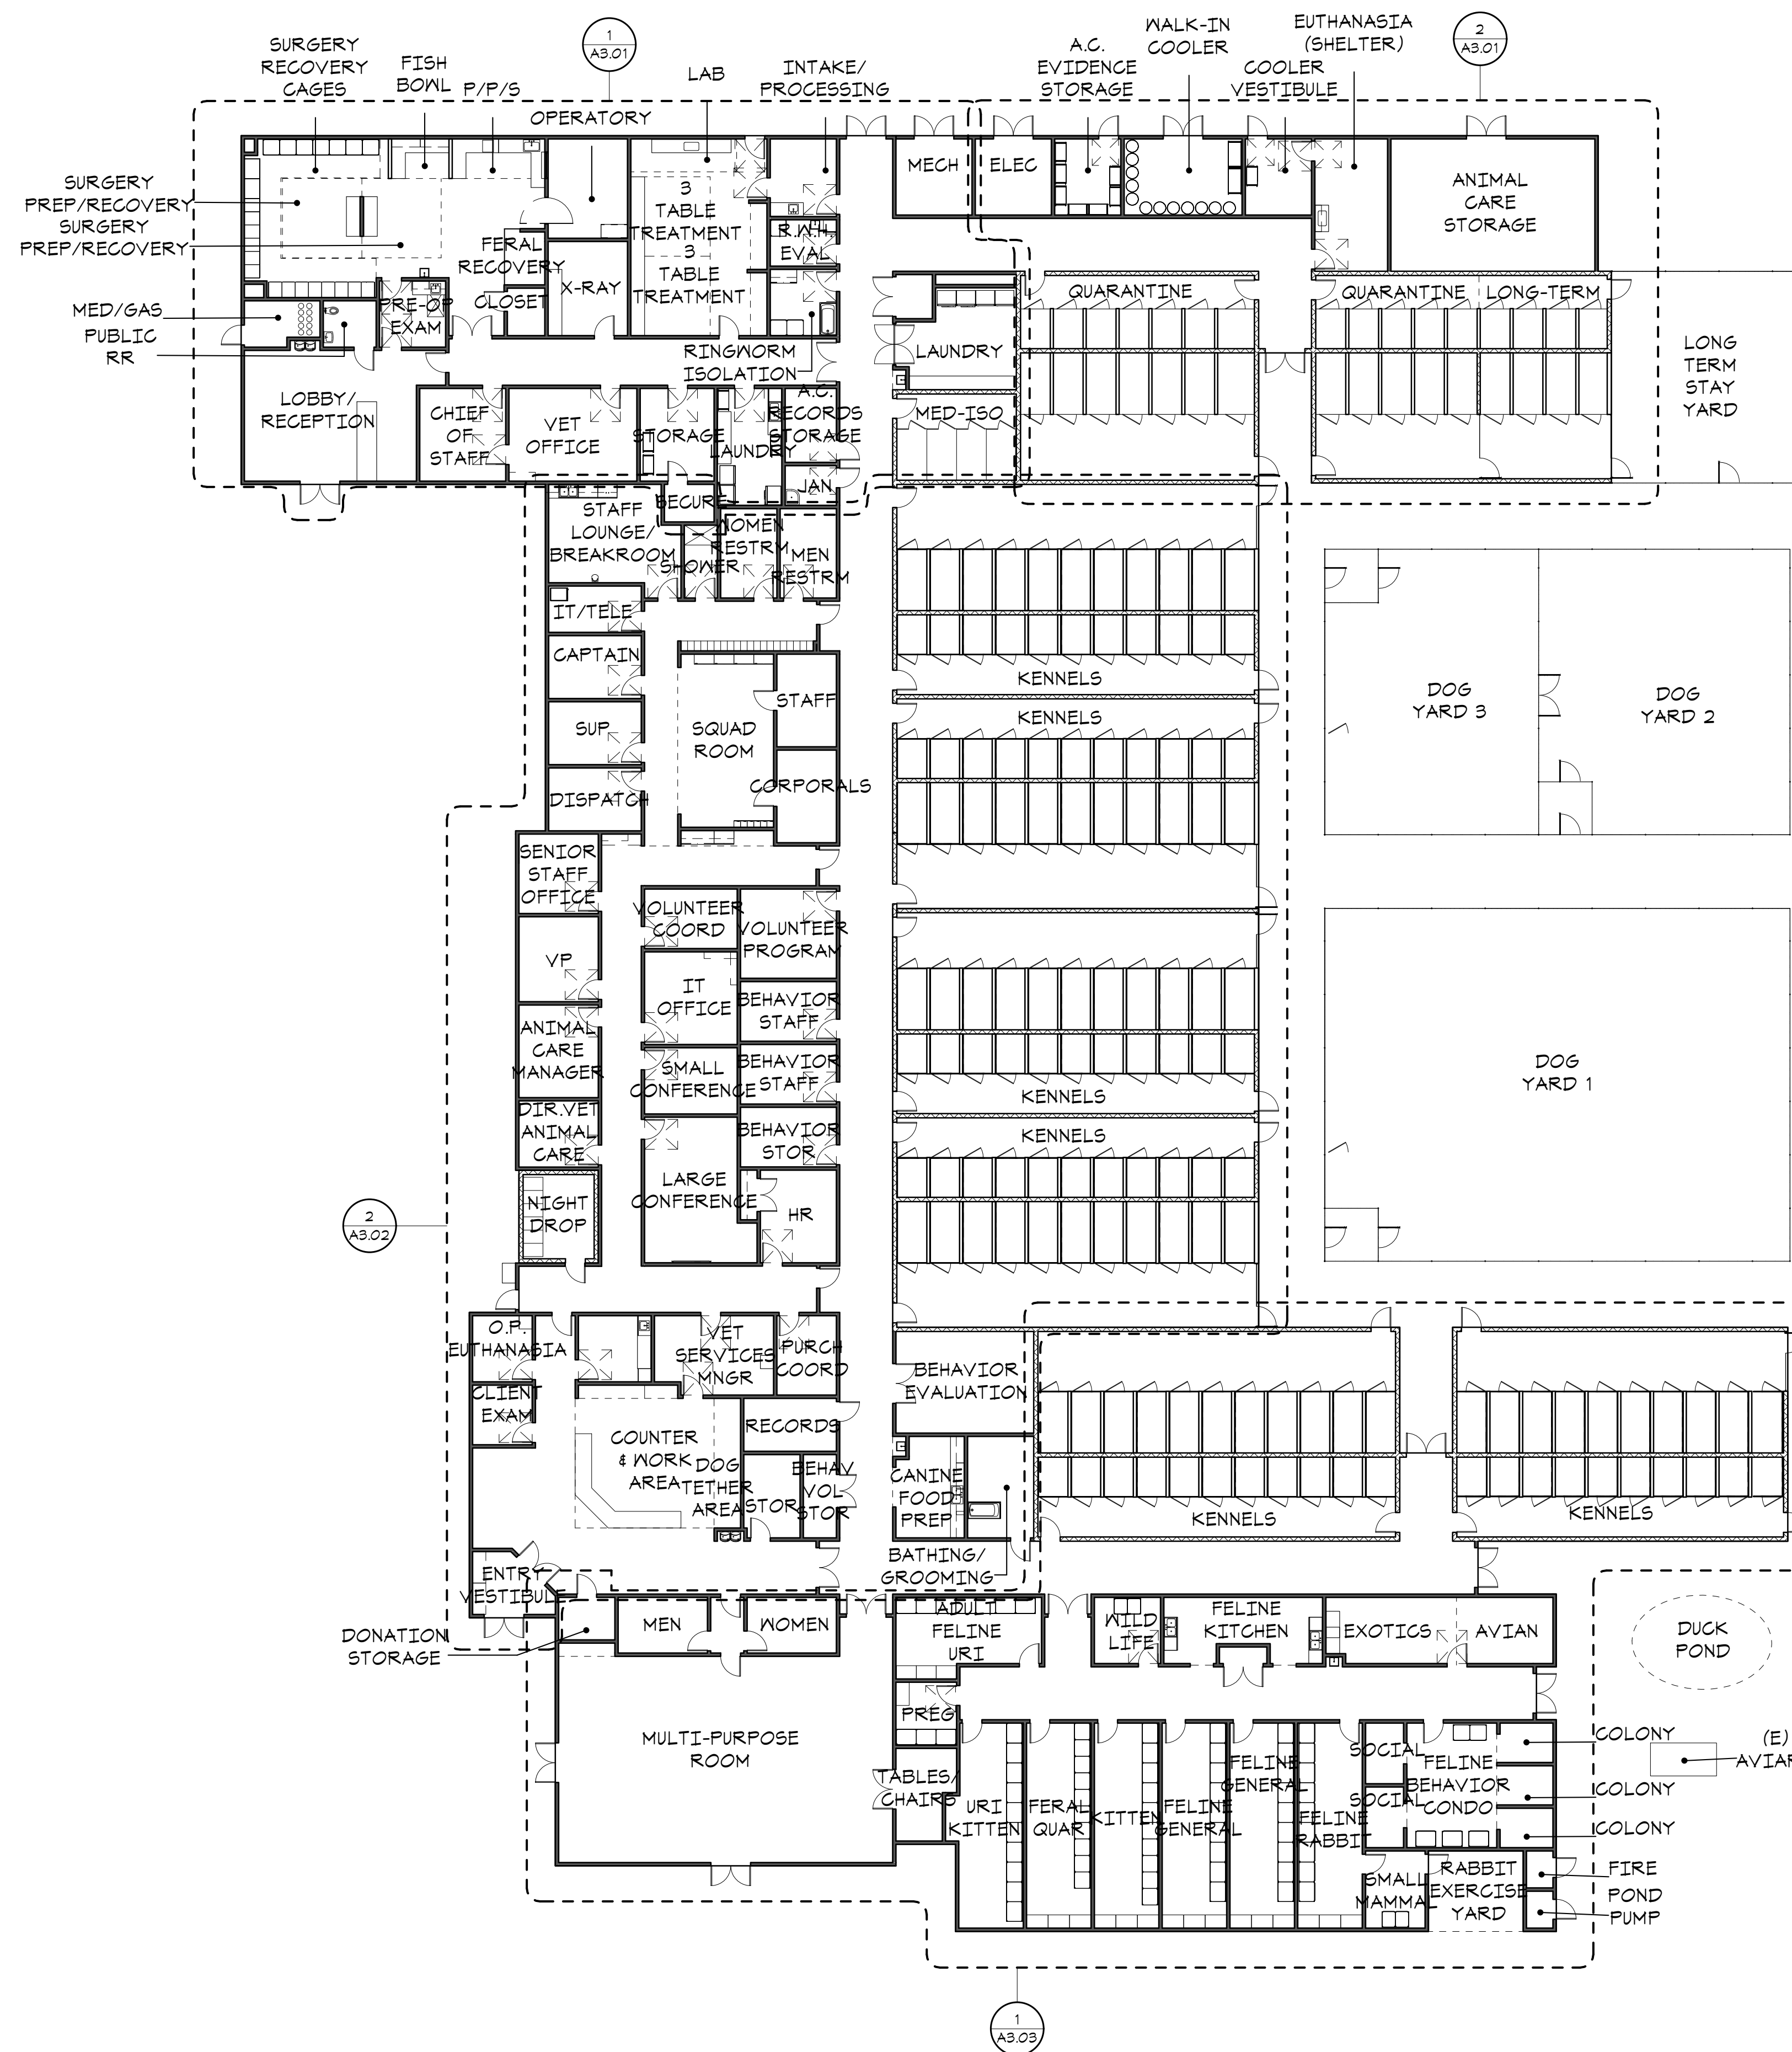 1
A3.01
2
A3.01
SURGERY
RECOVERY
CAGES
FISH
BOWL
P/P/S
OPERATORY
LAB
INTAKE/
PROCESSING
A.C.
EVIDENCE
STORAGE
WALK-IN
COOLER
COOLER
VESTIBULE
EUTHANASIA
(SHELTER)
SURGERY
PREP/RECOVERY
SURGERY
PREP/RECOVERY
MED/GAS
PUBLIC
RR
FERAL
RECOVERY
CLOSET
PRE-OP
EXAM
X-RAY
3
TABLE
TREATMENT
3
TABLE
TREATMENT
R.W.H.
EVAL
RINGWORM
ISOLATION
MECH
ELEC
ANIMAL
CARE
STORAGE
QUARANTINE
QUARANTINE
LONG-TERM
LONG
TERM
STAY
YARD
LAUNDRY
MED-ISO
LOBBY/
RECEPTION
CHIEF
OF
STAFF
VET
OFFICE
STORAGE
LAUNDRY
A.C.
RECORDS
STORAGE
JAN
SECURE
STAFF
LOUNGE/
BREAKROOM
SHOWER
WOMEN
RESTRM
MEN
RESTRM
IT/TELE
CAPTAIN
SUP
DISPATCH
SQUAD
ROOM
STAFF
CORPORALS
KENNELS
KENNELS
DOG
YARD 3
DOG
YARD 2
SENIOR
STAFF
OFFICE
VP
ANIMAL
CARE
MANAGER
DIR.VET
ANIMAL
CARE
NIGHT
DROP
VOLUNTEER
COORD
VOLUNTEER
PROGRAM
IT
OFFICE
BEHAVIOR
STAFF
SMALL
CONFERENCE
BEHAVIOR
STAFF
BEHAVIOR
STOR
LARGE
CONFERENCE
HR
KENNELS
KENNELS
DOG
YARD 1
2
A3.02
O.P.
EUTHANASIA
CLIENT
EXAM
VET
SERVICES
MNGR
PURCH
COORD
RECORDS
COUNTER
& WORK
AREA
DOG
TETHER
AREA
STOR
BEHAV
VOL
STOR
BEHAVIOR
EVALUATION
CANINE
FOOD
PREP
BATHING/
GROOMING
KENNELS
KENNELS
ENTRY
VESTIBULE
DONATION
STORAGE
MEN
WOMEN
MULTI-PURPOSE
ROOM
ADULT
FELINE
URI
WILD
LIFE
FELINE
KITCHEN
EXOTICS
AVIAN
DUCK
POND
PREG
TABLES/
CHAIRS
URI
KITTEN
FERAL
QUAR
KITTEN
FELINE
GENERAL
FELINE
GENERAL
FELINE
RABBIT
SOCIAL
SOCIAL
FELINE
BEHAVIOR
CONDO
COLONY
COLONY
COLONY
(E)
AVIAR
SMALL
MAMMAL
RABBIT
EXERCISE
YARD
FIRE
POND
PUMP
1
A3.03